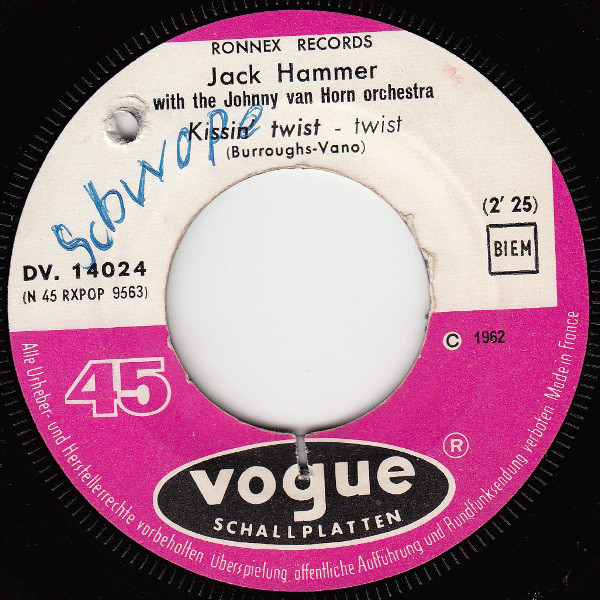 RONNEX RECORDS
Jack Hammer
with the Johnny van Horn orchestra
Kissin' twist - twist
(Burroughs-Vano)
Schwope
(2' 25)
BIEM
DV. 14024
(N 45 RXPOP 9563)
C 1962
45
®
vogue
SCHALLPLATTEN
Alle Urheber- und Herstellerrechte vorbehalten. Überspielung, öffentliche Aufführung und Rundfunksendung verboten. Made in France